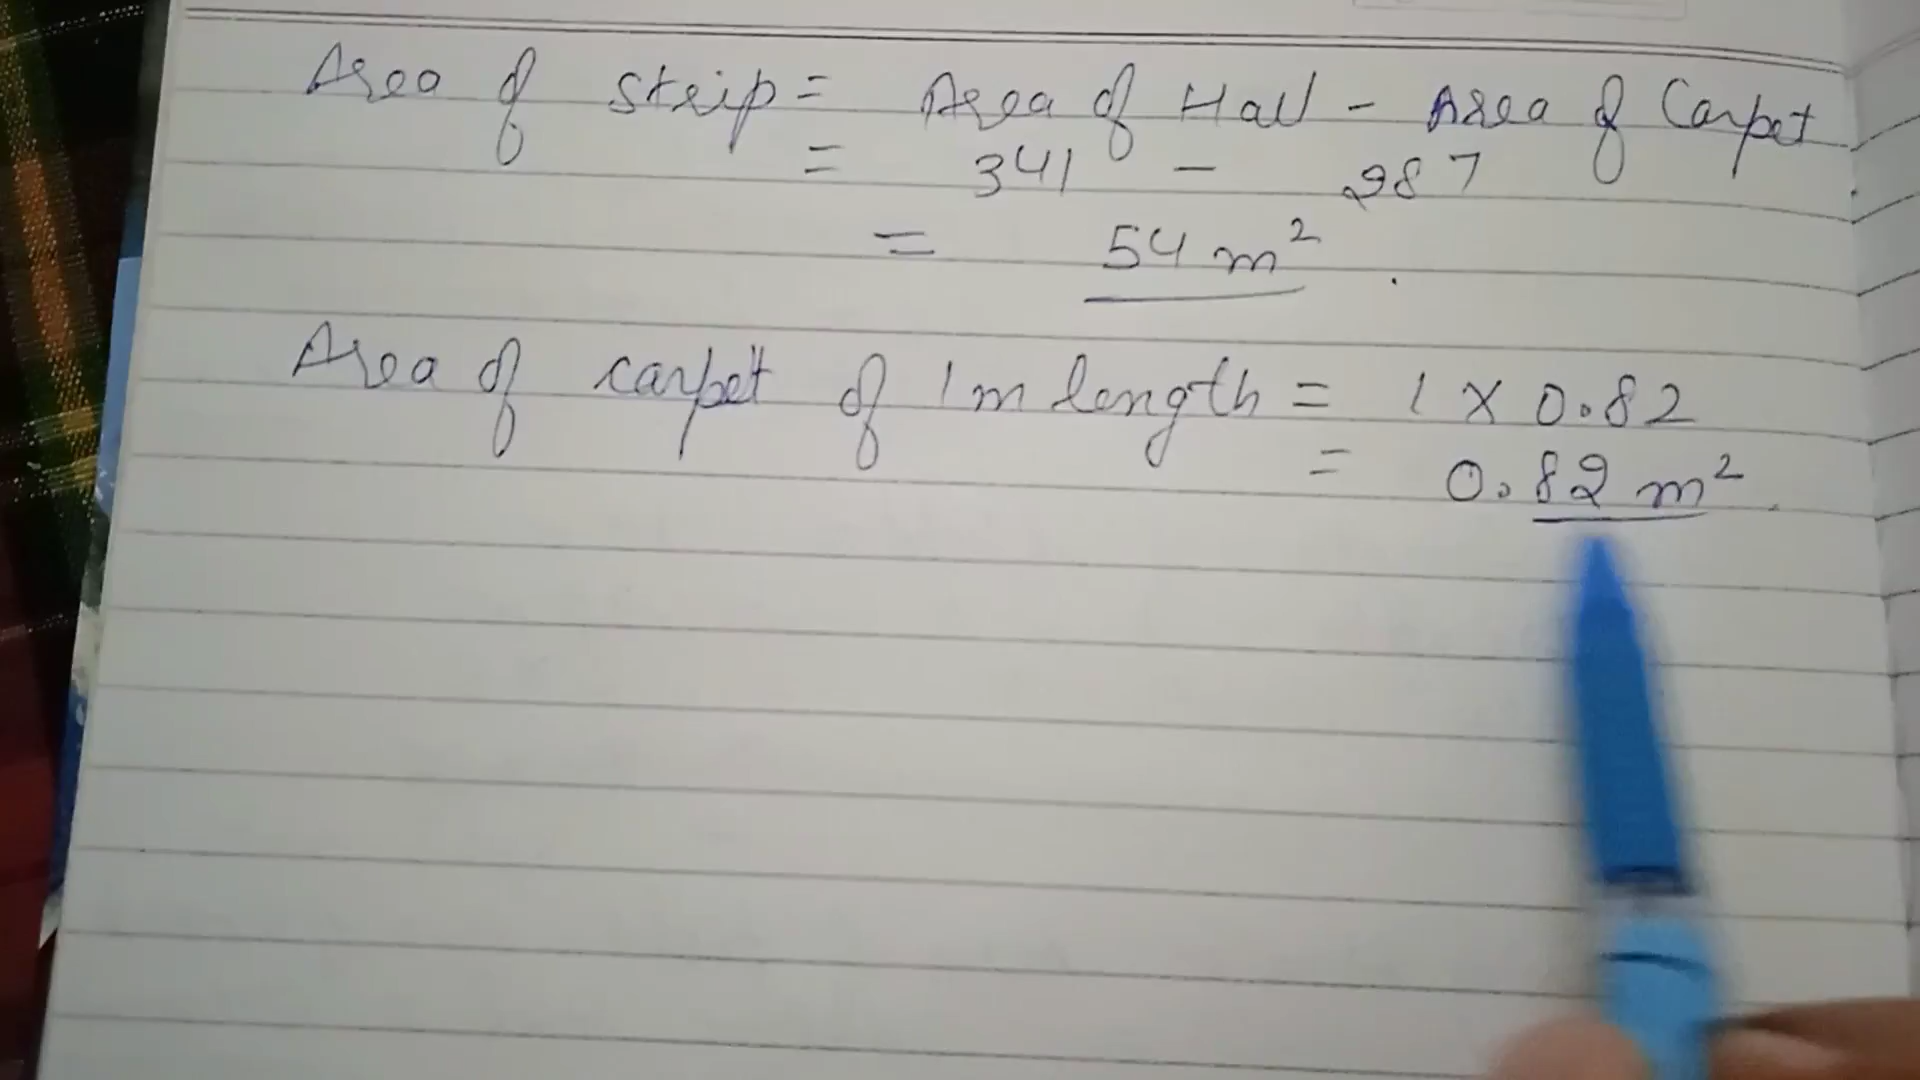 Area of strip = Area of Hall - Area of Carpet
= 341 - 287
= 54 m²
Area of carpet of 1m length = 1 × 0.82
= 0.82 m²